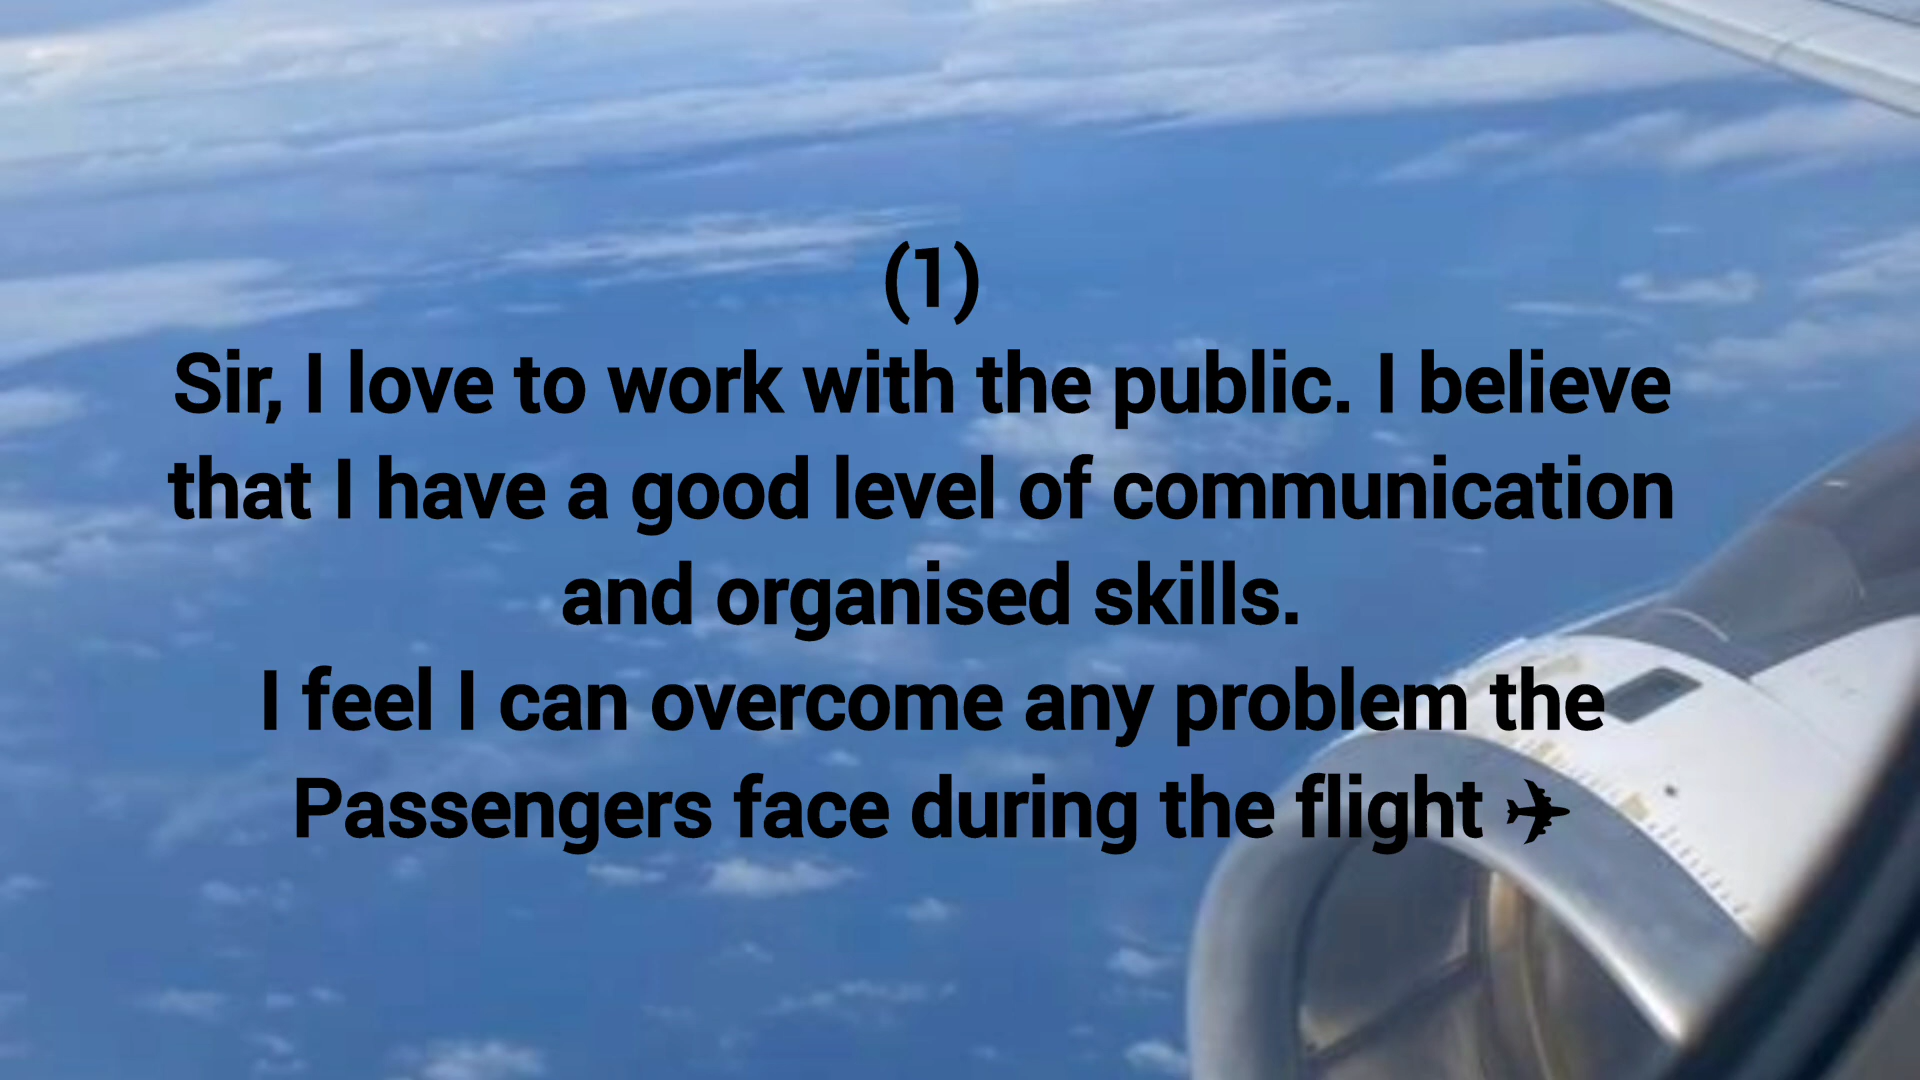 (1)
Sir, I love to work with the public. I believe
that I have a good level of communication
and organised skills.
I feel I can overcome any problem the
Passengers face during the flight ✈